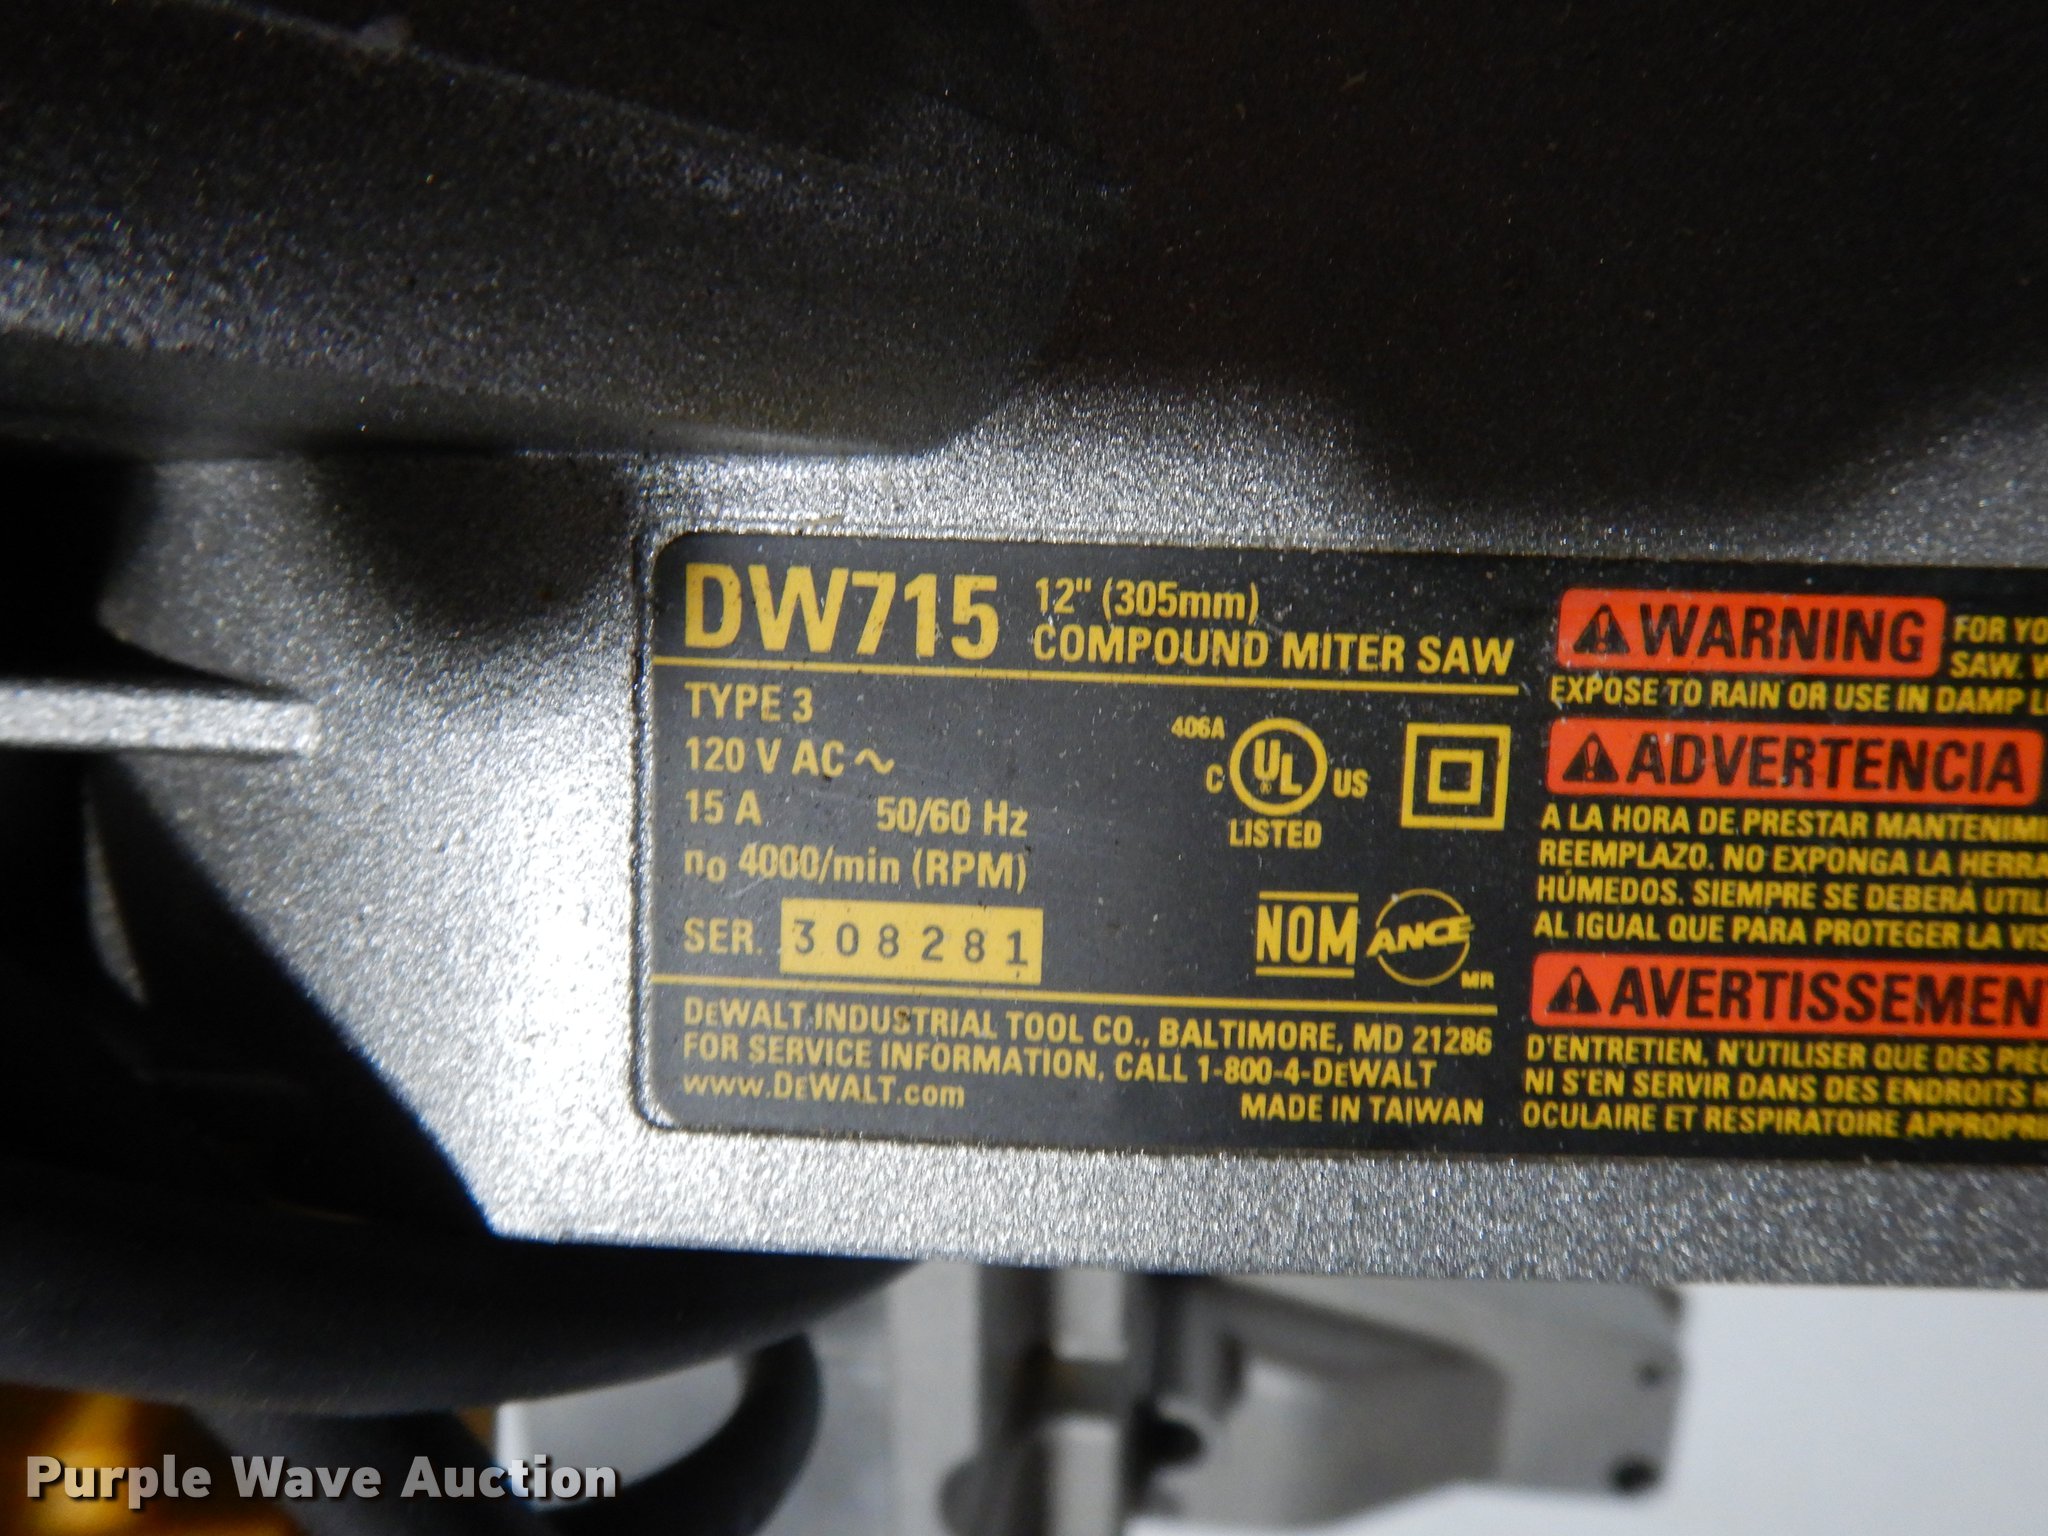 DW715
12" (305mm)
COMPOUND MITER SAW
TYPE 3
120 V AC ~
15 A 50/60 Hz
no 4000/min (RPM)
SER. 308281
406A
C UL US
LISTED
NOM ANCE MR
DEWALT INDUSTRIAL TOOL CO., BALTIMORE, MD 21286
FOR SERVICE INFORMATION, CALL 1-800-4-DEWALT
www.DEWALT.com
MADE IN TAIWAN
WARNING FOR
SAW.
EXPOSE TO RAIN OR USE IN DAMP
ADVERTENCIA
A LA HORA DE PRESTAR
REEMPLAZO. NO EXPONGA LA
HÚMEDOS. SIEMPRE SE DEBERÁ
AL IGUAL QUE PARA PROTEGER LA
AVERTISSEMEN
D'ENTRETIEN, N'UTILISER QUE DES
NI S'EN SERVIR DANS DES ENDROITS
OCULAIRE ET RESPIRATOIRE
Purple Wave Auction